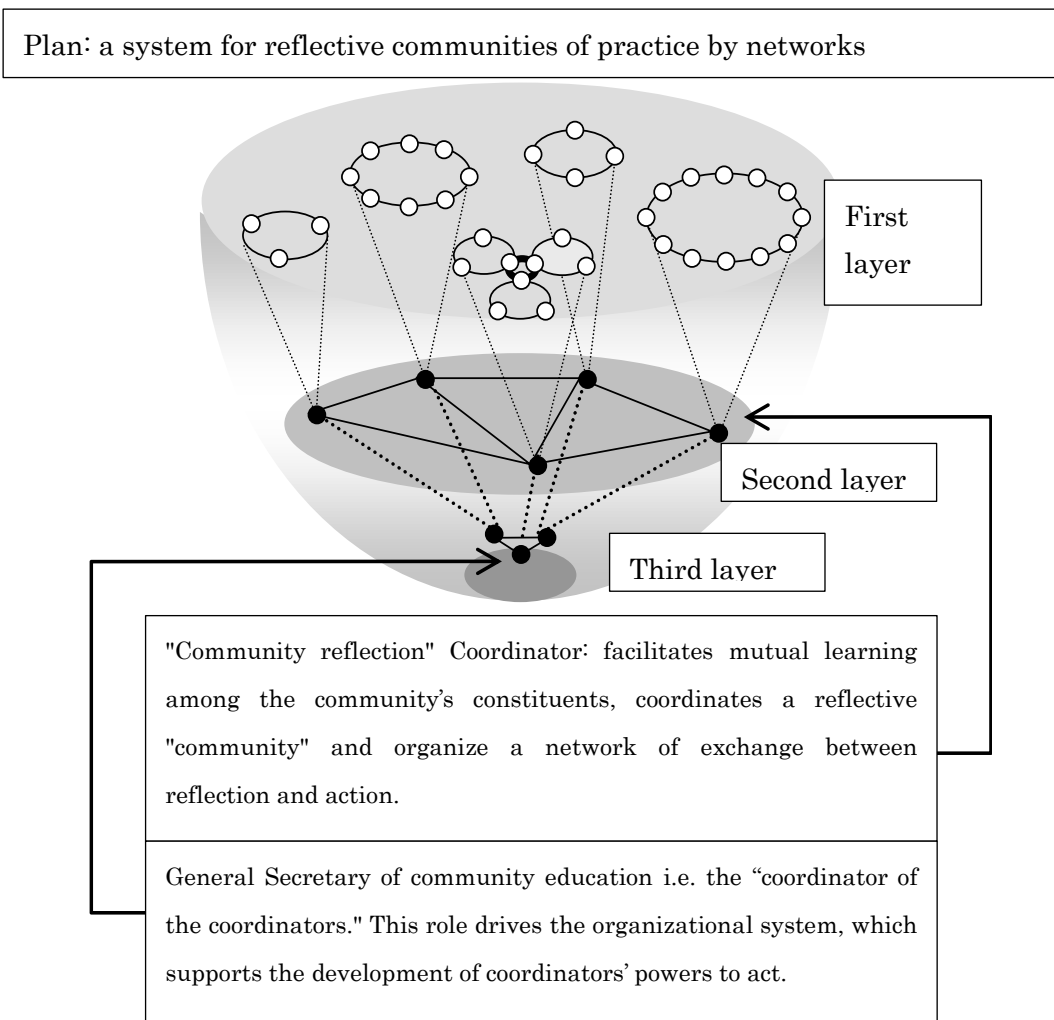 Plan: a system for reflective communities of practice by networks
First
layer
Second layer
Third layer
"Community reflection" Coordinator: facilitates mutual learning
among the community’s constituents, coordinates a reflective
"community" and organize a network of exchange between
reflection and action.
General Secretary of community education i.e. the “coordinator of
the coordinators." This role drives the organizational system, which
supports the development of coordinators’ powers to act.